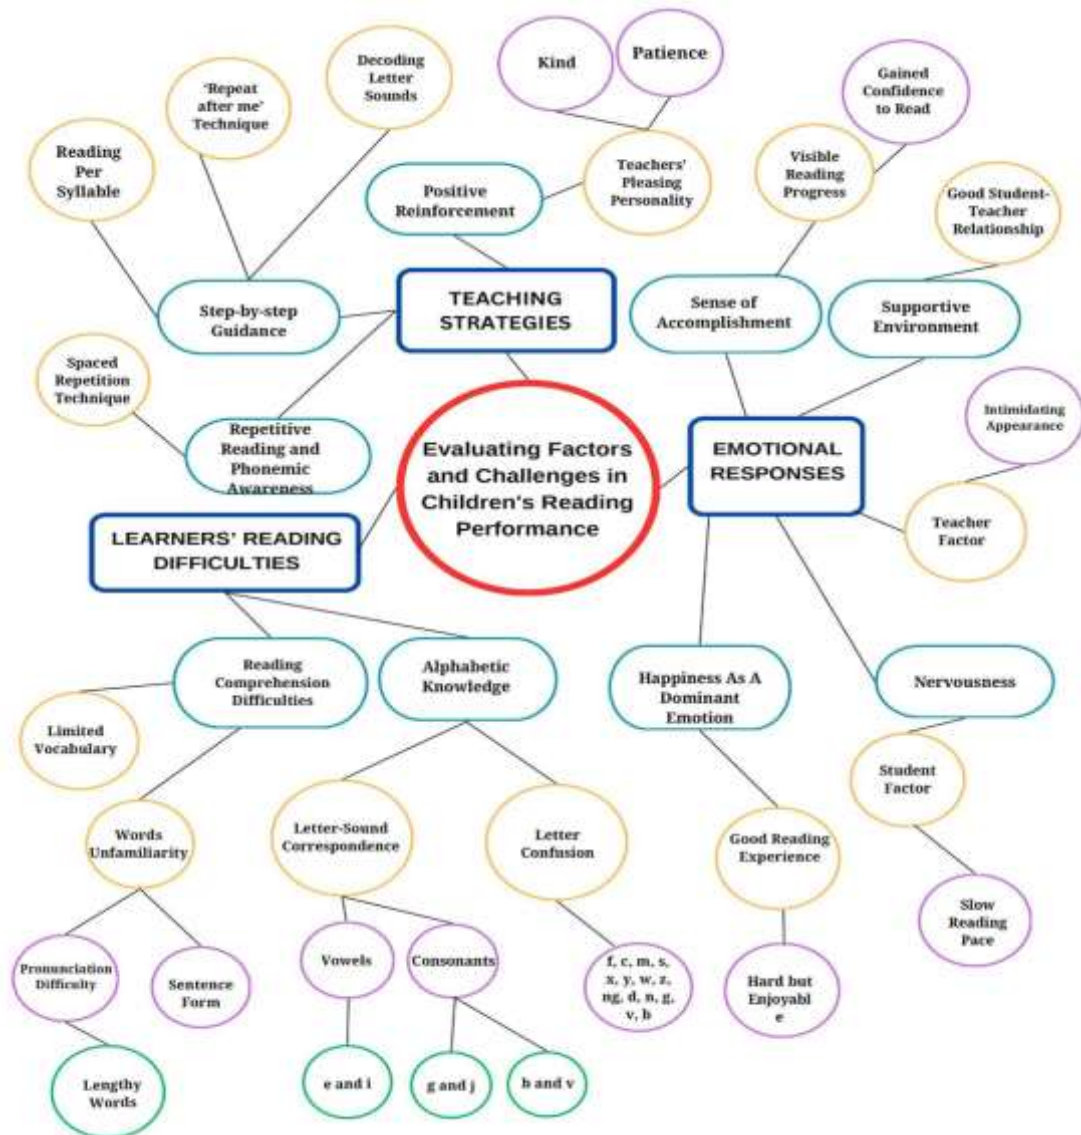 Kind
Patience
Gained
Confidence
to Read
Decoding
Letter
Sounds
‘Repeat
after me’
Technique
Reading
Per
Syllable
Positive
Reinforcement
Teachers’
Pleasing
Personality
Visible
Reading
Progress
Good Student-
Teacher
Relationship
Step-by-step
Guidance
TEACHING
STRATEGIES
Sense of
Accomplishment
Supportive
Environment
Spaced
Repetition
Technique
Repetitive
Reading and
Phonemic
Awareness
Evaluating Factors
and Challenges in
Children's Reading
Performance
EMOTIONAL
RESPONSES
Intimidating
Appearance
Teacher
Factor
LEARNERS’ READING
DIFFICULTIES
Reading
Comprehension
Difficulties
Alphabetic
Knowledge
Happiness As A
Dominant
Emotion
Nervousness
Limited
Vocabulary
Student
Factor
Words
Unfamiliarity
Letter-Sound
Correspondence
Letter
Confusion
Good Reading
Experience
Slow
Reading
Pace
Pronunciation
Difficulty
Sentence
Form
Vowels
Consonants
f, c, m, s,
x, y, w, z,
ng, d, n, g,
v, b
Hard but
Enjoyabl
e
Lengthy
Words
e and i
g and j
b and v